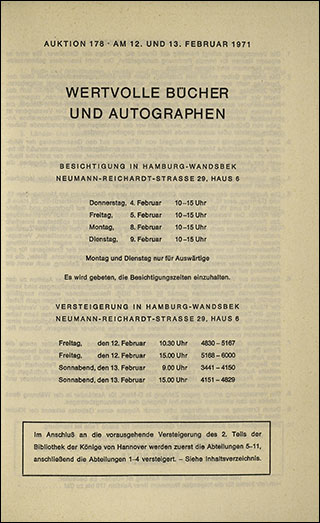 AUKTION 178 · AM 12. UND 13. FEBRUAR 1971
WERTVOLLE BÜCHER
UND AUTOGRAPHEN
BESICHTIGUNG IN HAMBURG-WANDSBEK
NEUMANN-REICHARDT-STRASSE 29, HAUS 6
Donnerstag, 4. Februar 10–15 Uhr
Freitag, 5. Februar 10–15 Uhr
Montag, 8. Februar 10–15 Uhr
Dienstag, 9. Februar 10–15 Uhr
Montag und Dienstag nur für Auswärtige
Es wird gebeten, die Besichtigungszeiten einzuhalten.
VERSTEIGERUNG IN HAMBURG-WANDSBEK
NEUMANN-REICHARDT-STRASSE 29, HAUS 6
Freitag, den 12. Februar 10.30 Uhr 4830–5167
Freitag, den 12. Februar 15.00 Uhr 5168–6000
Sonnabend, den 13. Februar 9.00 Uhr 3441–4150
Sonnabend, den 13. Februar 15.00 Uhr 4151–4829
Im Anschluß an die vorausgehende Versteigerung des 2. Teils der
Bibliothek der Könige von Hannover werden zuerst die Abteilungen 5–11,
anschließend die Abteilungen 1–4 versteigert. – Siehe Inhaltsverzeichnis.